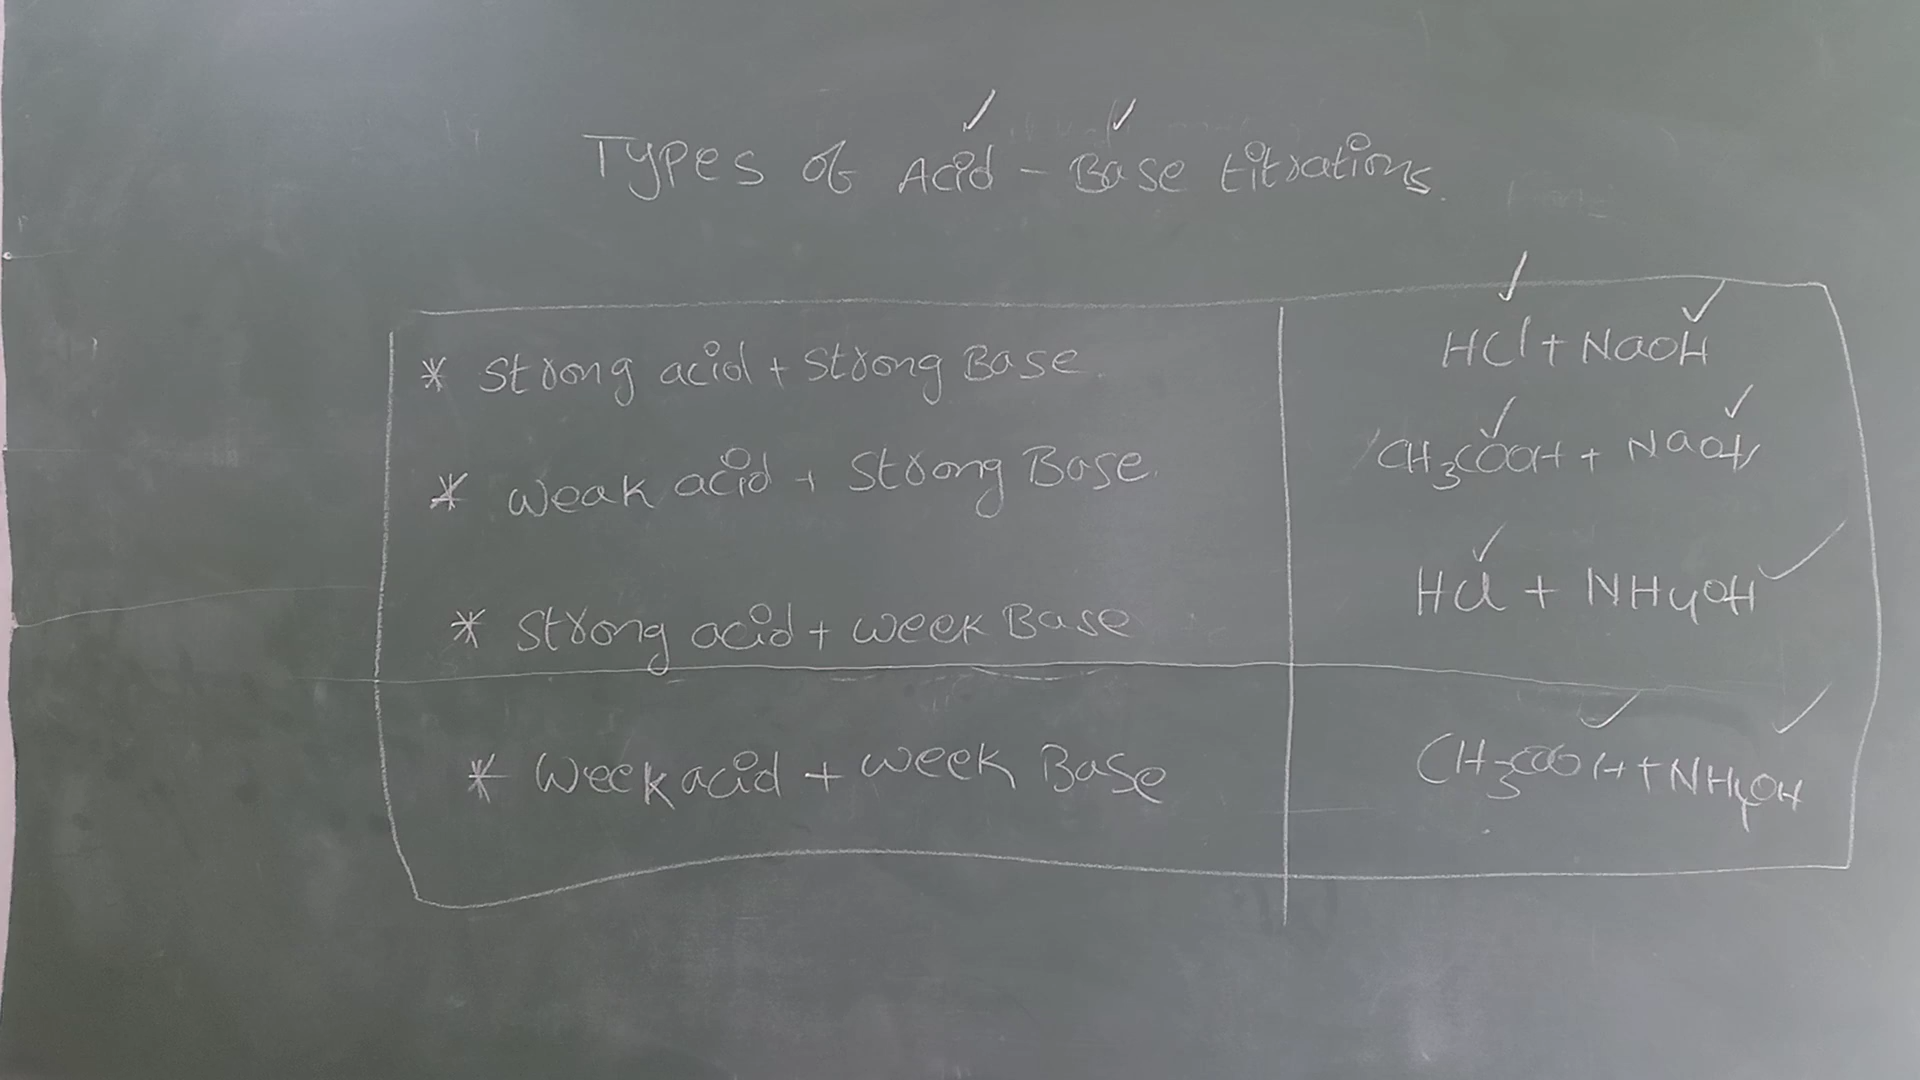 Types of Acid - Base titrations.
* Strong acid + Strong Base. HCl + NaOH
* Weak acid + Strong Base. CH₃COOH + NaOH
* Strong acid + week Base HCl + NH₄OH
* Week acid + week Base CH₃COOH + NH₄OH